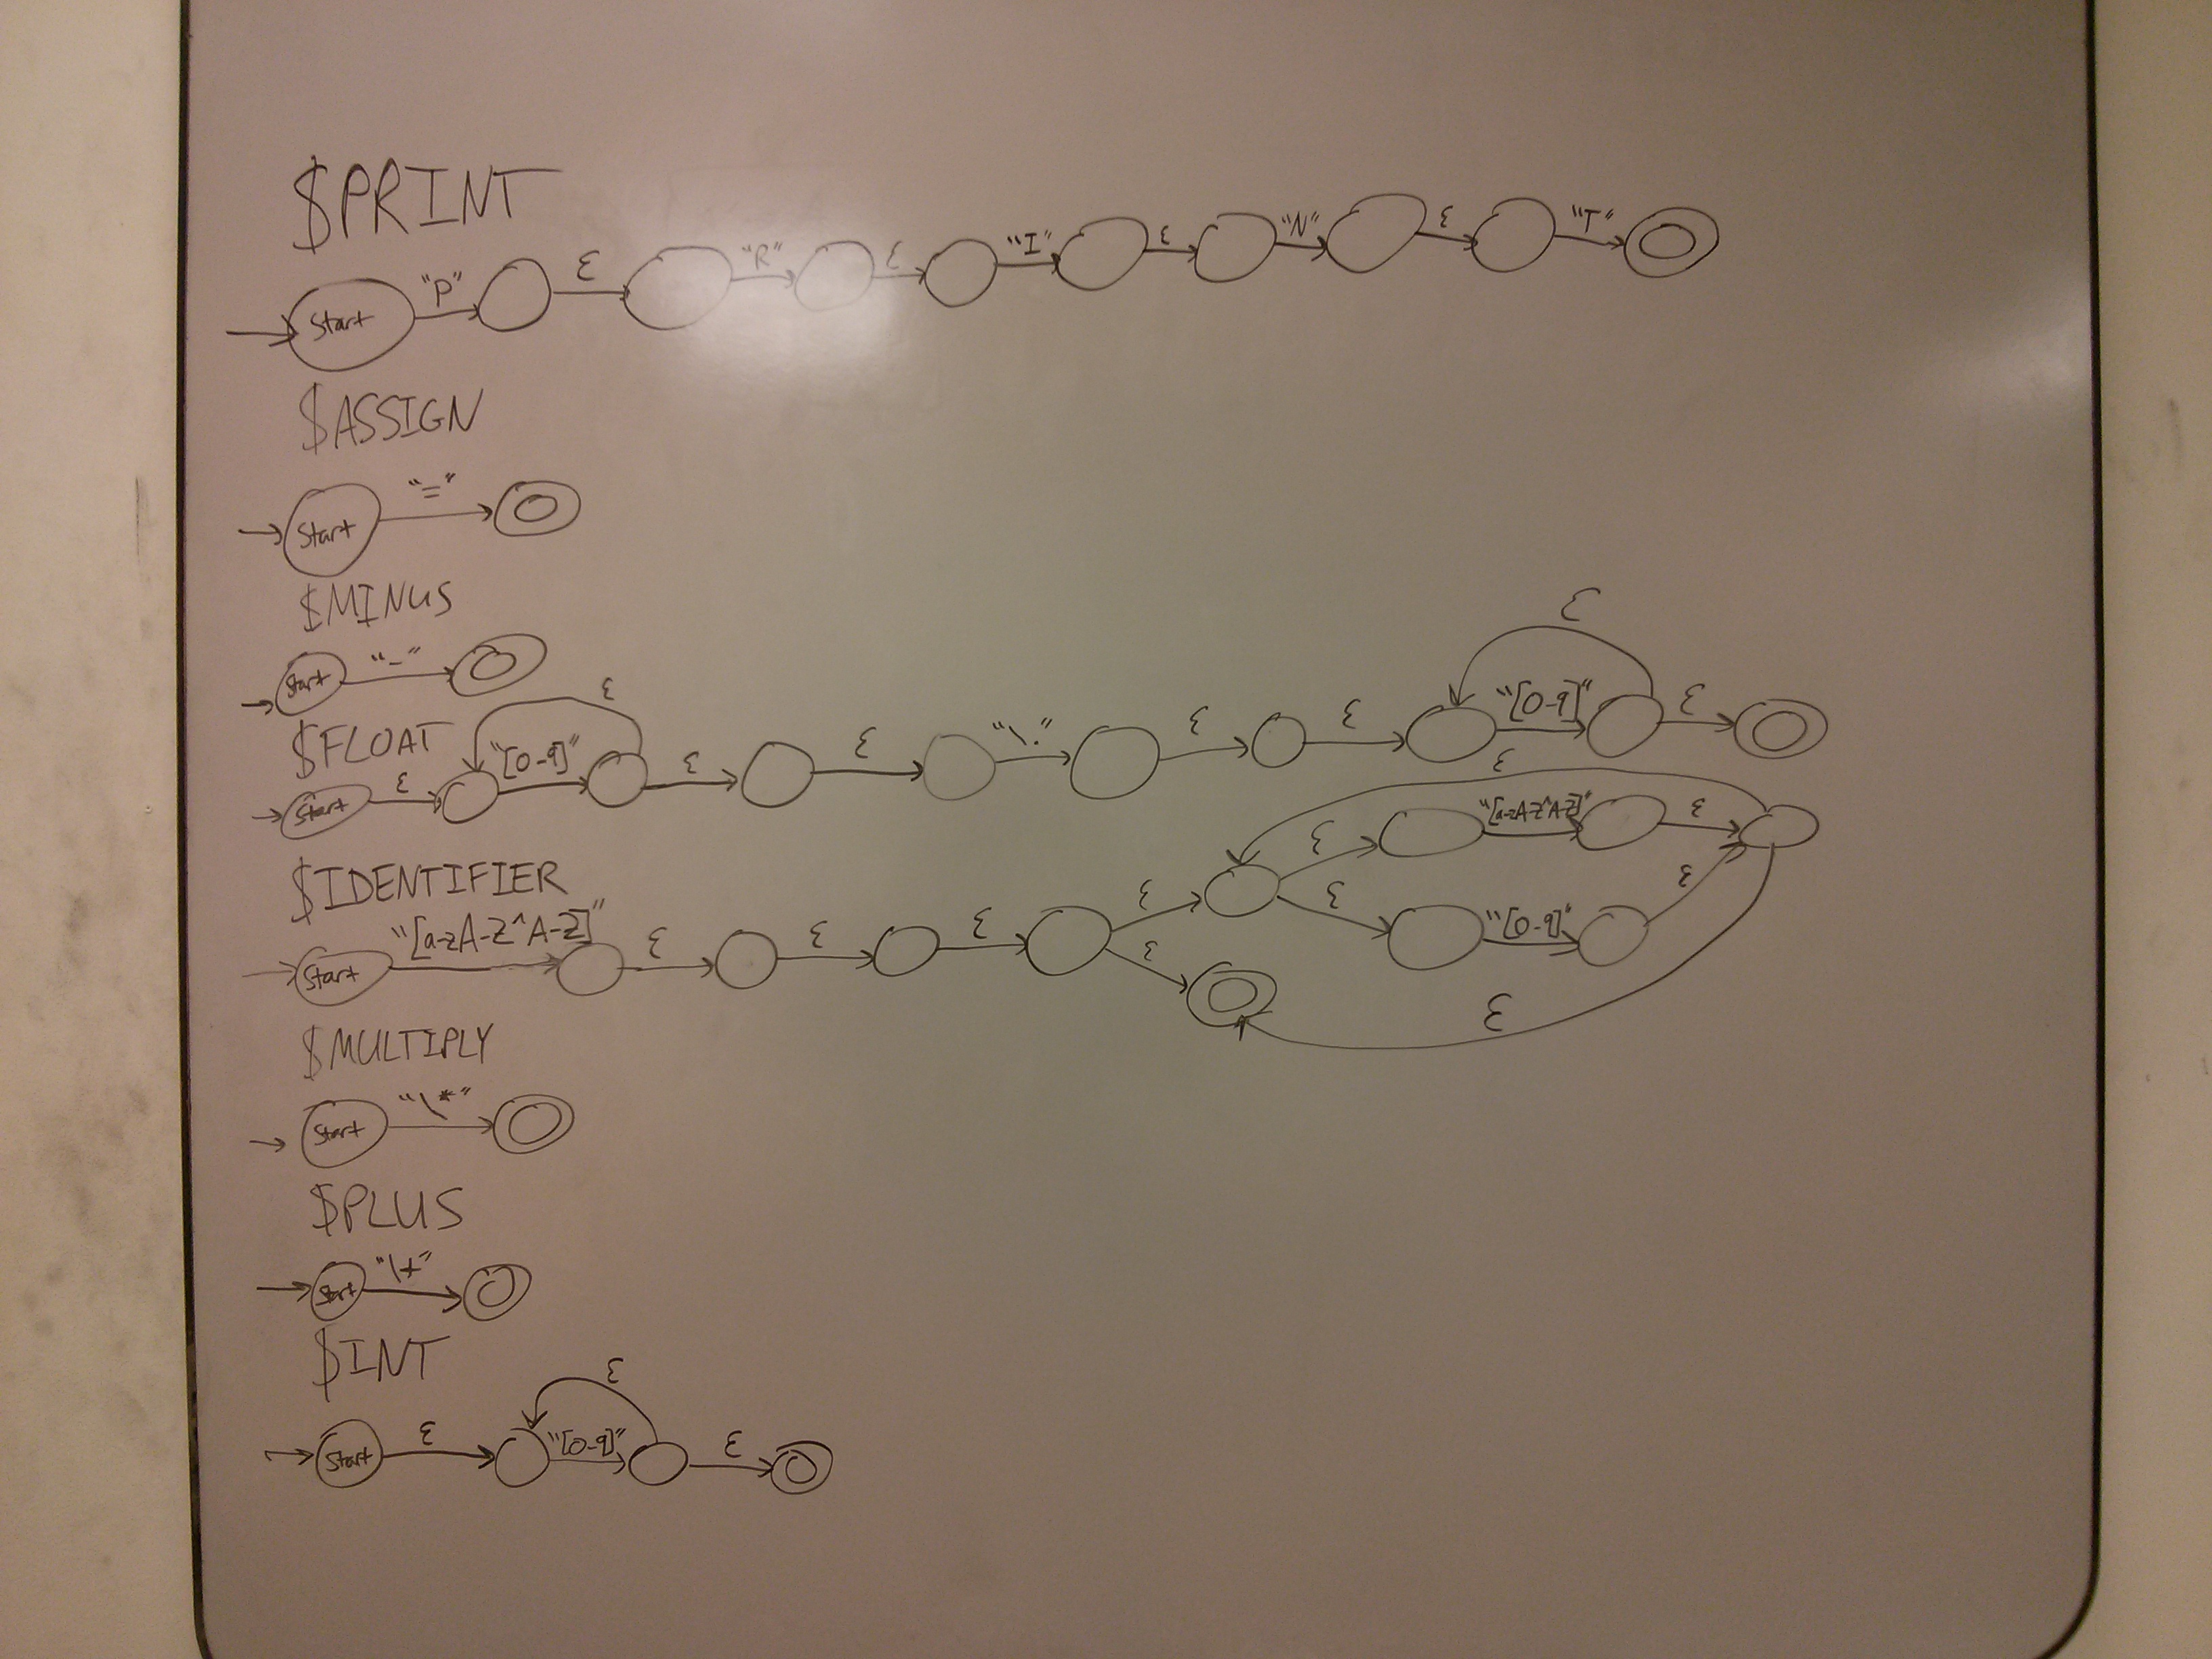 $PRINT
Start "P" ε "R" ε "I" ε "N" ε "T"
$ASSIGN
Start "="
$MINUS
Start "-"
$FLOAT
Start ε "[0-9]" ε ε ε "\." ε ε "[0-9]" ε ε
$IDENTIFIER
Start "[a-zA-Z^A-Z]" ε ε ε ε ε ε "[a-zA-Z^A-Z]" ε ε ε "[0-9]" ε ε
$MULTIPLY
Start "\*"
$PLUS
Start "\+"
$INT
Start ε "[0-9]" ε ε